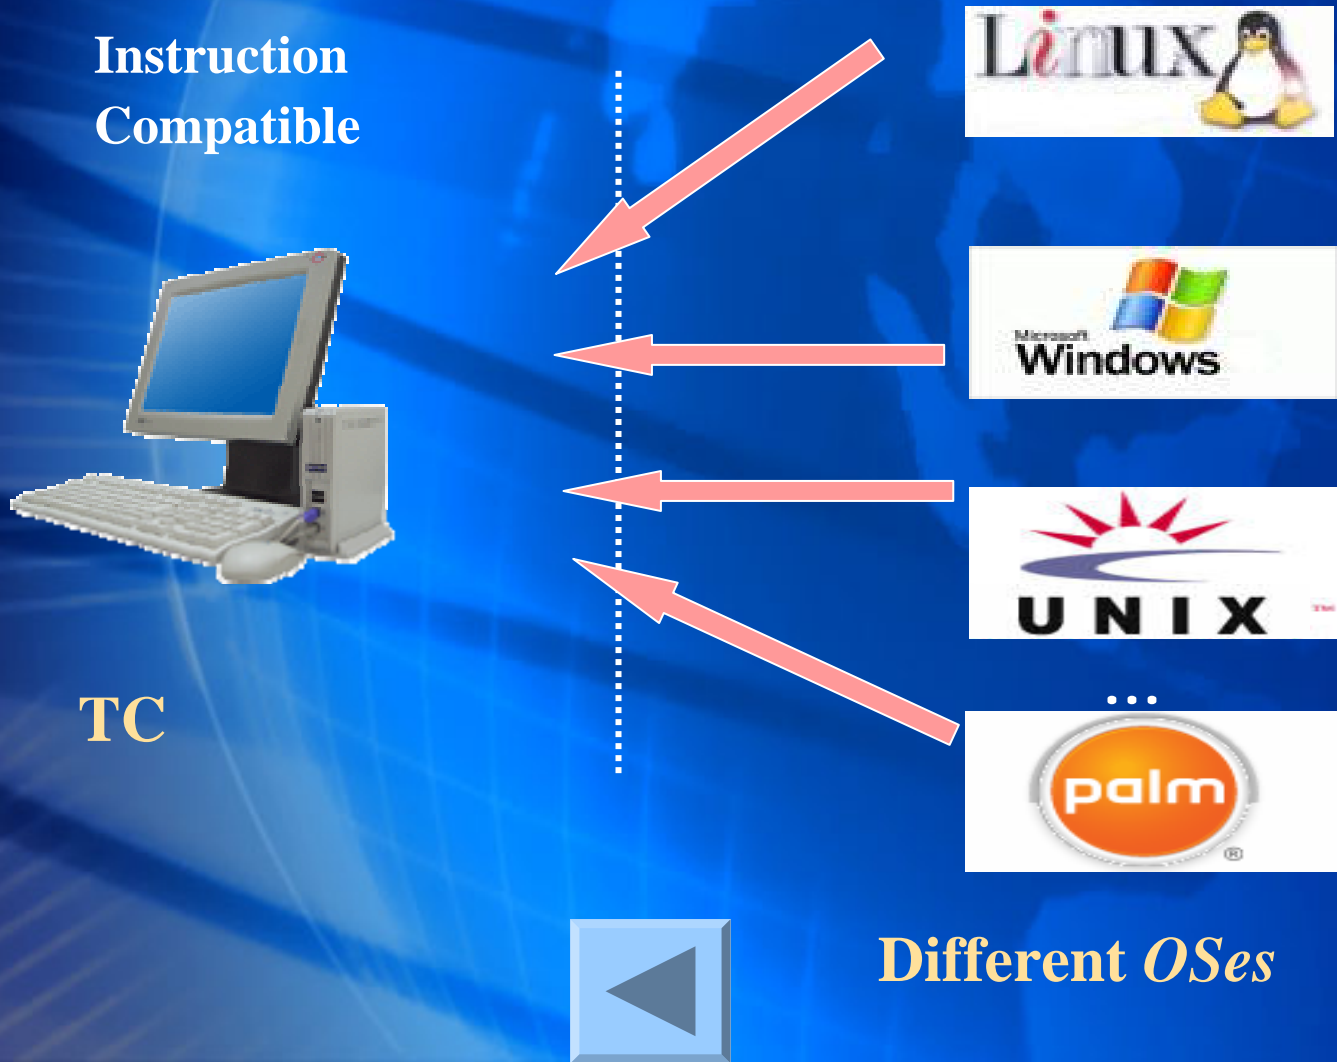 Instruction
Compatible
Linux
Microsoft
Windows
UNIX
...
palm
®
TC
Different OSes